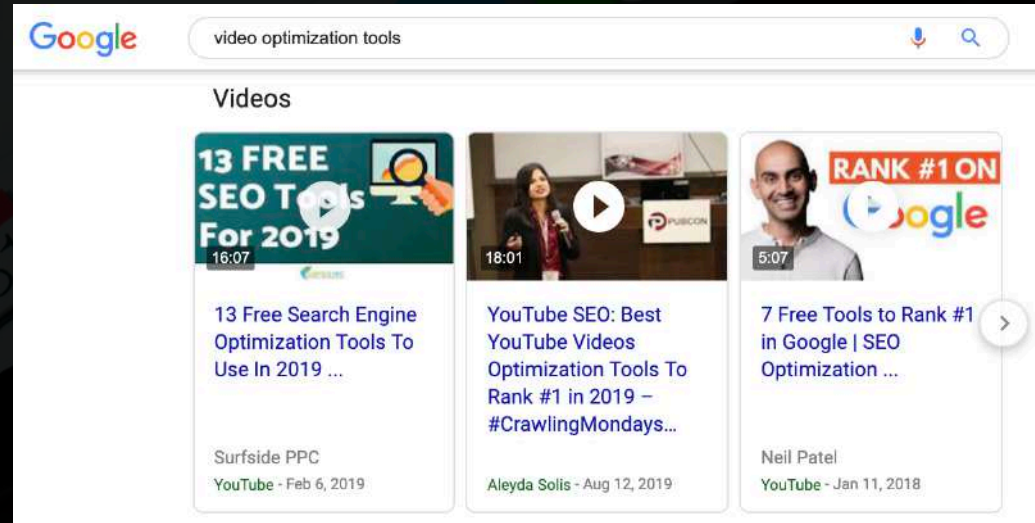 Google
video optimization tools
Videos
13 FREE
SEO Tools
For 2019
16:07
13 Free Search Engine
Optimization Tools To
Use In 2019 ...
Surfside PPC
YouTube - Feb 6, 2019
PUBCON
18:01
YouTube SEO: Best
YouTube Videos
Optimization Tools To
Rank #1 in 2019 –
#CrawlingMondays...
Aleyda Solis - Aug 12, 2019
RANK #1 ON
Google
5:07
7 Free Tools to Rank #1
in Google | SEO
Optimization ...
Neil Patel
YouTube - Jan 11, 2018